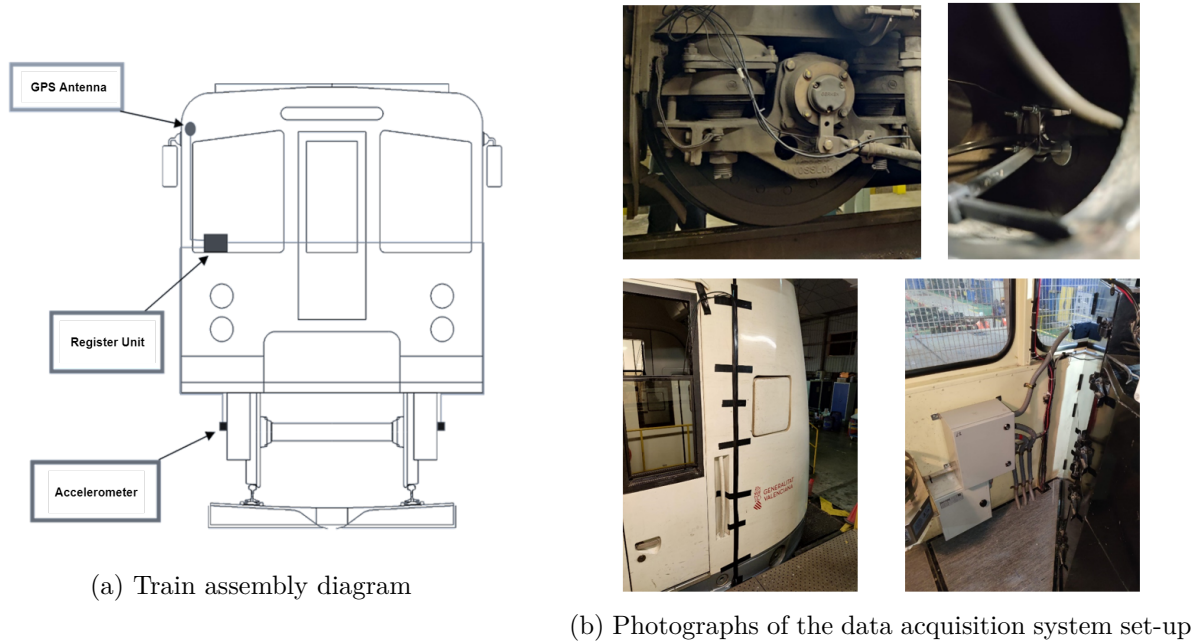 GPS Antenna
Register Unit
Accelerometer
(a) Train assembly diagram
GENERALITAT
VALENCIANA
(b) Photographs of the data acquisition system set-up